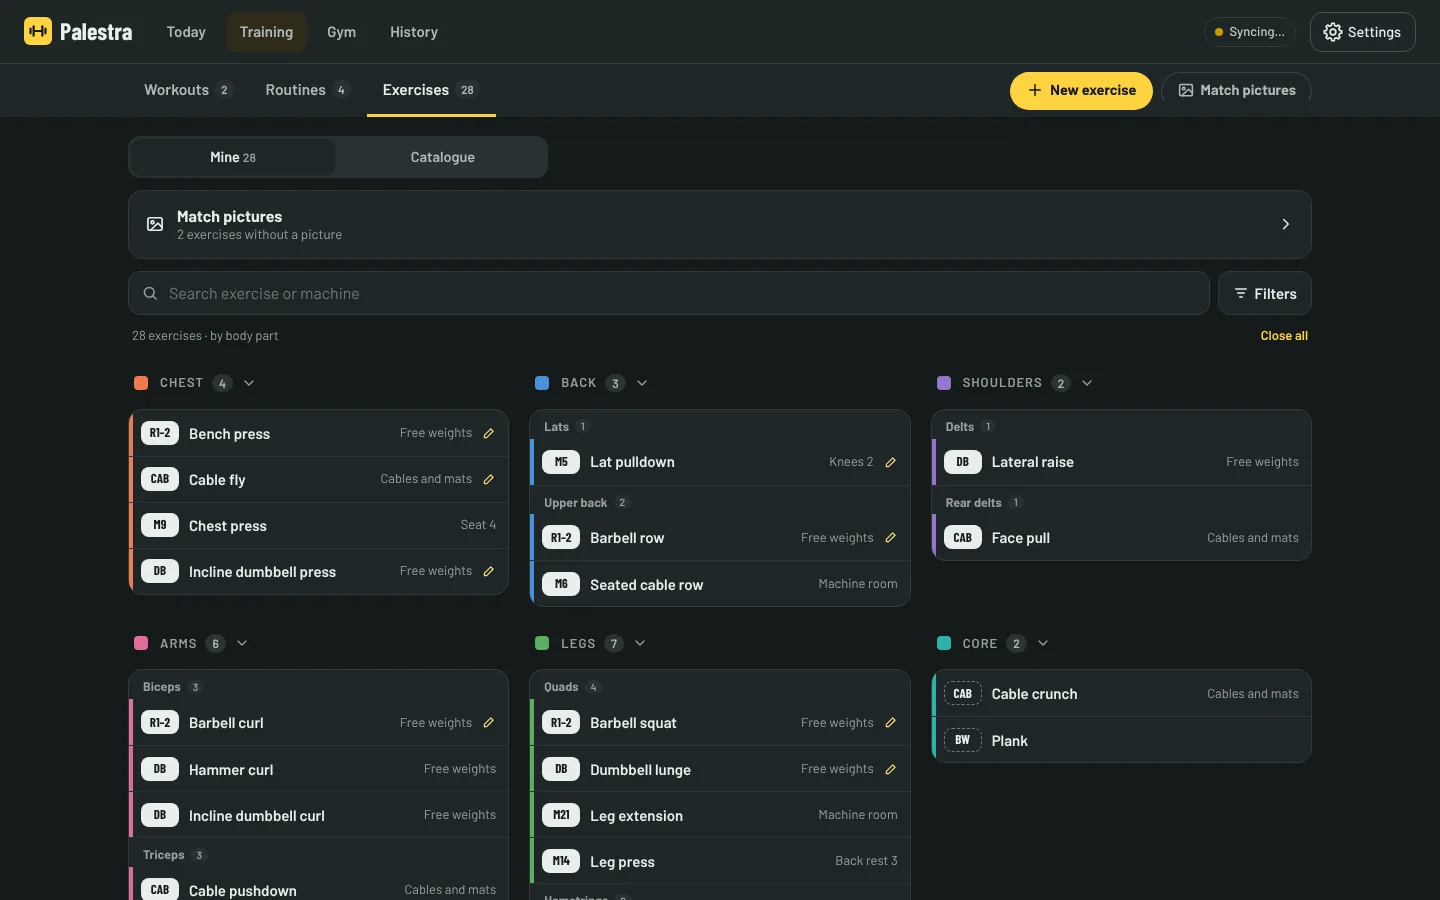 Palestra
Today
Training
Gym
History
Syncing...
Settings
Workouts 2
Routines 4
Exercises 28
New exercise
Match pictures
Mine 28
Catalogue
Match pictures
2 exercises without a picture
Search exercise or machine
Filters
28 exercises · by body part
Close all
CHEST 4
R1-2 Bench press Free weights
CAB Cable fly Cables and mats
M9 Chest press Seat 4
DB Incline dumbbell press Free weights
BACK 3
Lats 1
M5 Lat pulldown Knees 2
Upper back 2
R1-2 Barbell row Free weights
M6 Seated cable row Machine room
SHOULDERS 2
Delts 1
DB Lateral raise Free weights
Rear delts 1
CAB Face pull Cables and mats
ARMS 6
Biceps 3
R1-2 Barbell curl Free weights
DB Hammer curl Free weights
DB Incline dumbbell curl Free weights
Triceps 3
CAB Cable pushdown Cables and mats
LEGS 7
Quads 4
R1-2 Barbell squat Free weights
DB Dumbbell lunge Free weights
M21 Leg extension Machine room
M14 Leg press Back rest 3
CORE 2
CAB Cable crunch Cables and mats
BW Plank